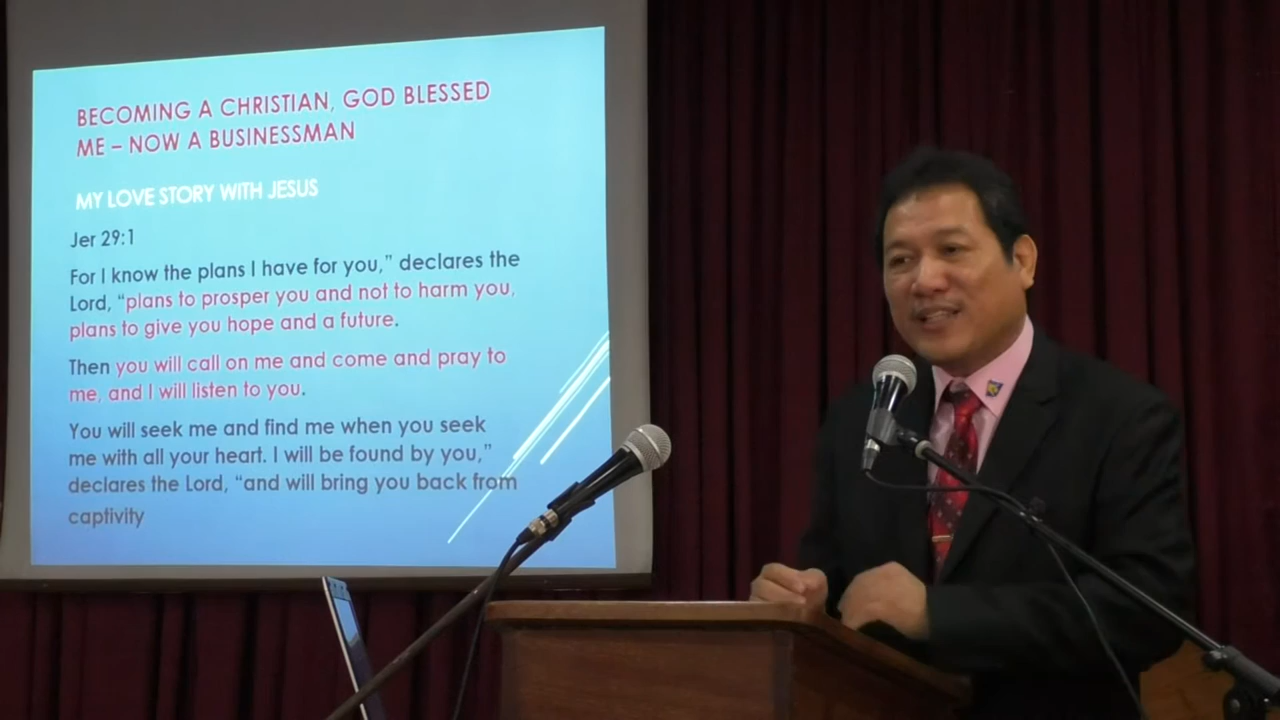 BECOMING A CHRISTIAN, GOD BLESSED
ME – NOW A BUSINESSMAN
MY LOVE STORY WITH JESUS
Jer 29:1
For I know the plans I have for you,” declares the
Lord, “plans to prosper you and not to harm you,
plans to give you hope and a future.
Then you will call on me and come and pray to
me, and I will listen to you.
You will seek me and find me when you seek
me with all your heart. I will be found by you,”
declares the Lord, “and will bring you back from
captivity